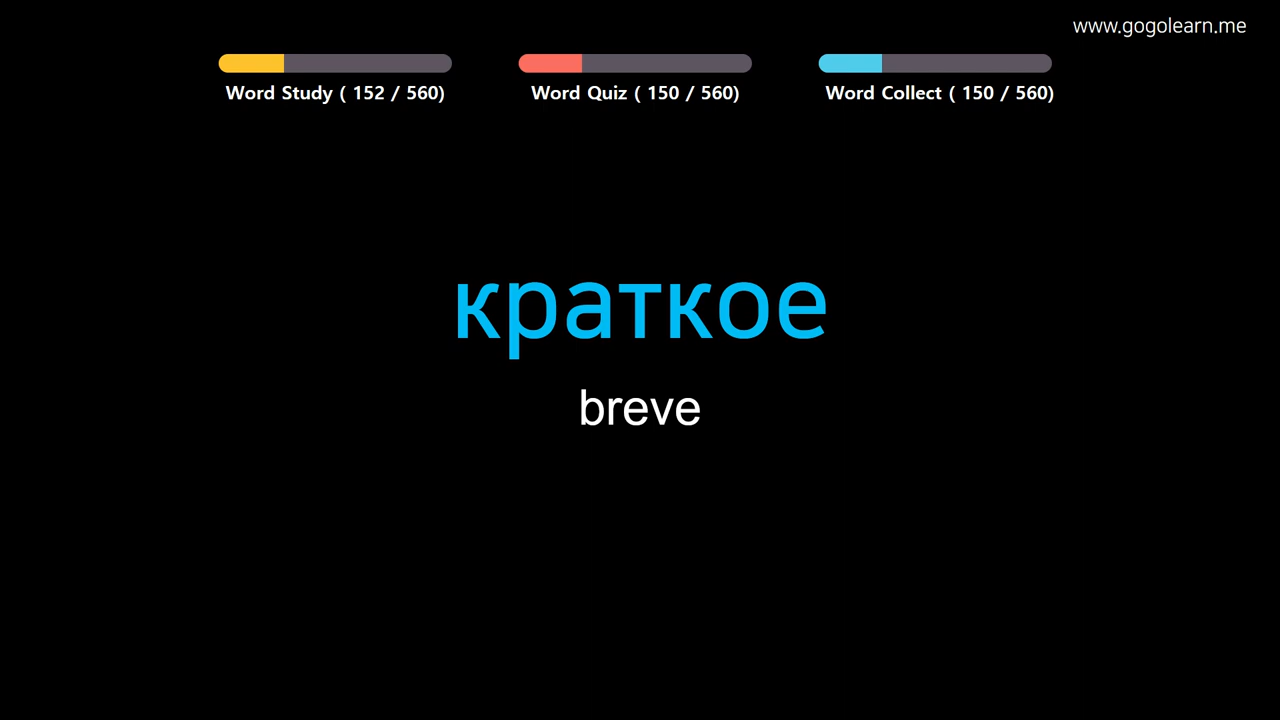 www.gogolearn.me
Word Study ( 152 / 560)
Word Quiz ( 150 / 560)
Word Collect ( 150 / 560)
краткое
breve